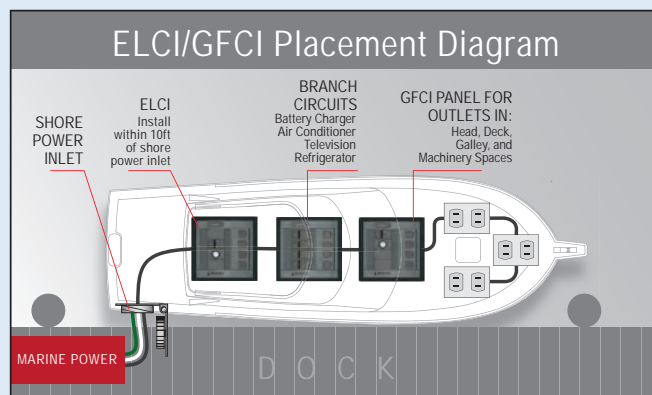 ELCI/GFCI Placement Diagram
SHORE
POWER
INLET
ELCI
Install
within 10ft
of shore
power inlet
BRANCH
CIRCUITS
Battery Charger
Air Conditioner
Television
Refrigerator
GFCI PANEL FOR
OUTLETS IN:
Head, Deck,
Galley, and
Machinery Spaces
MARINE POWER
DOCK